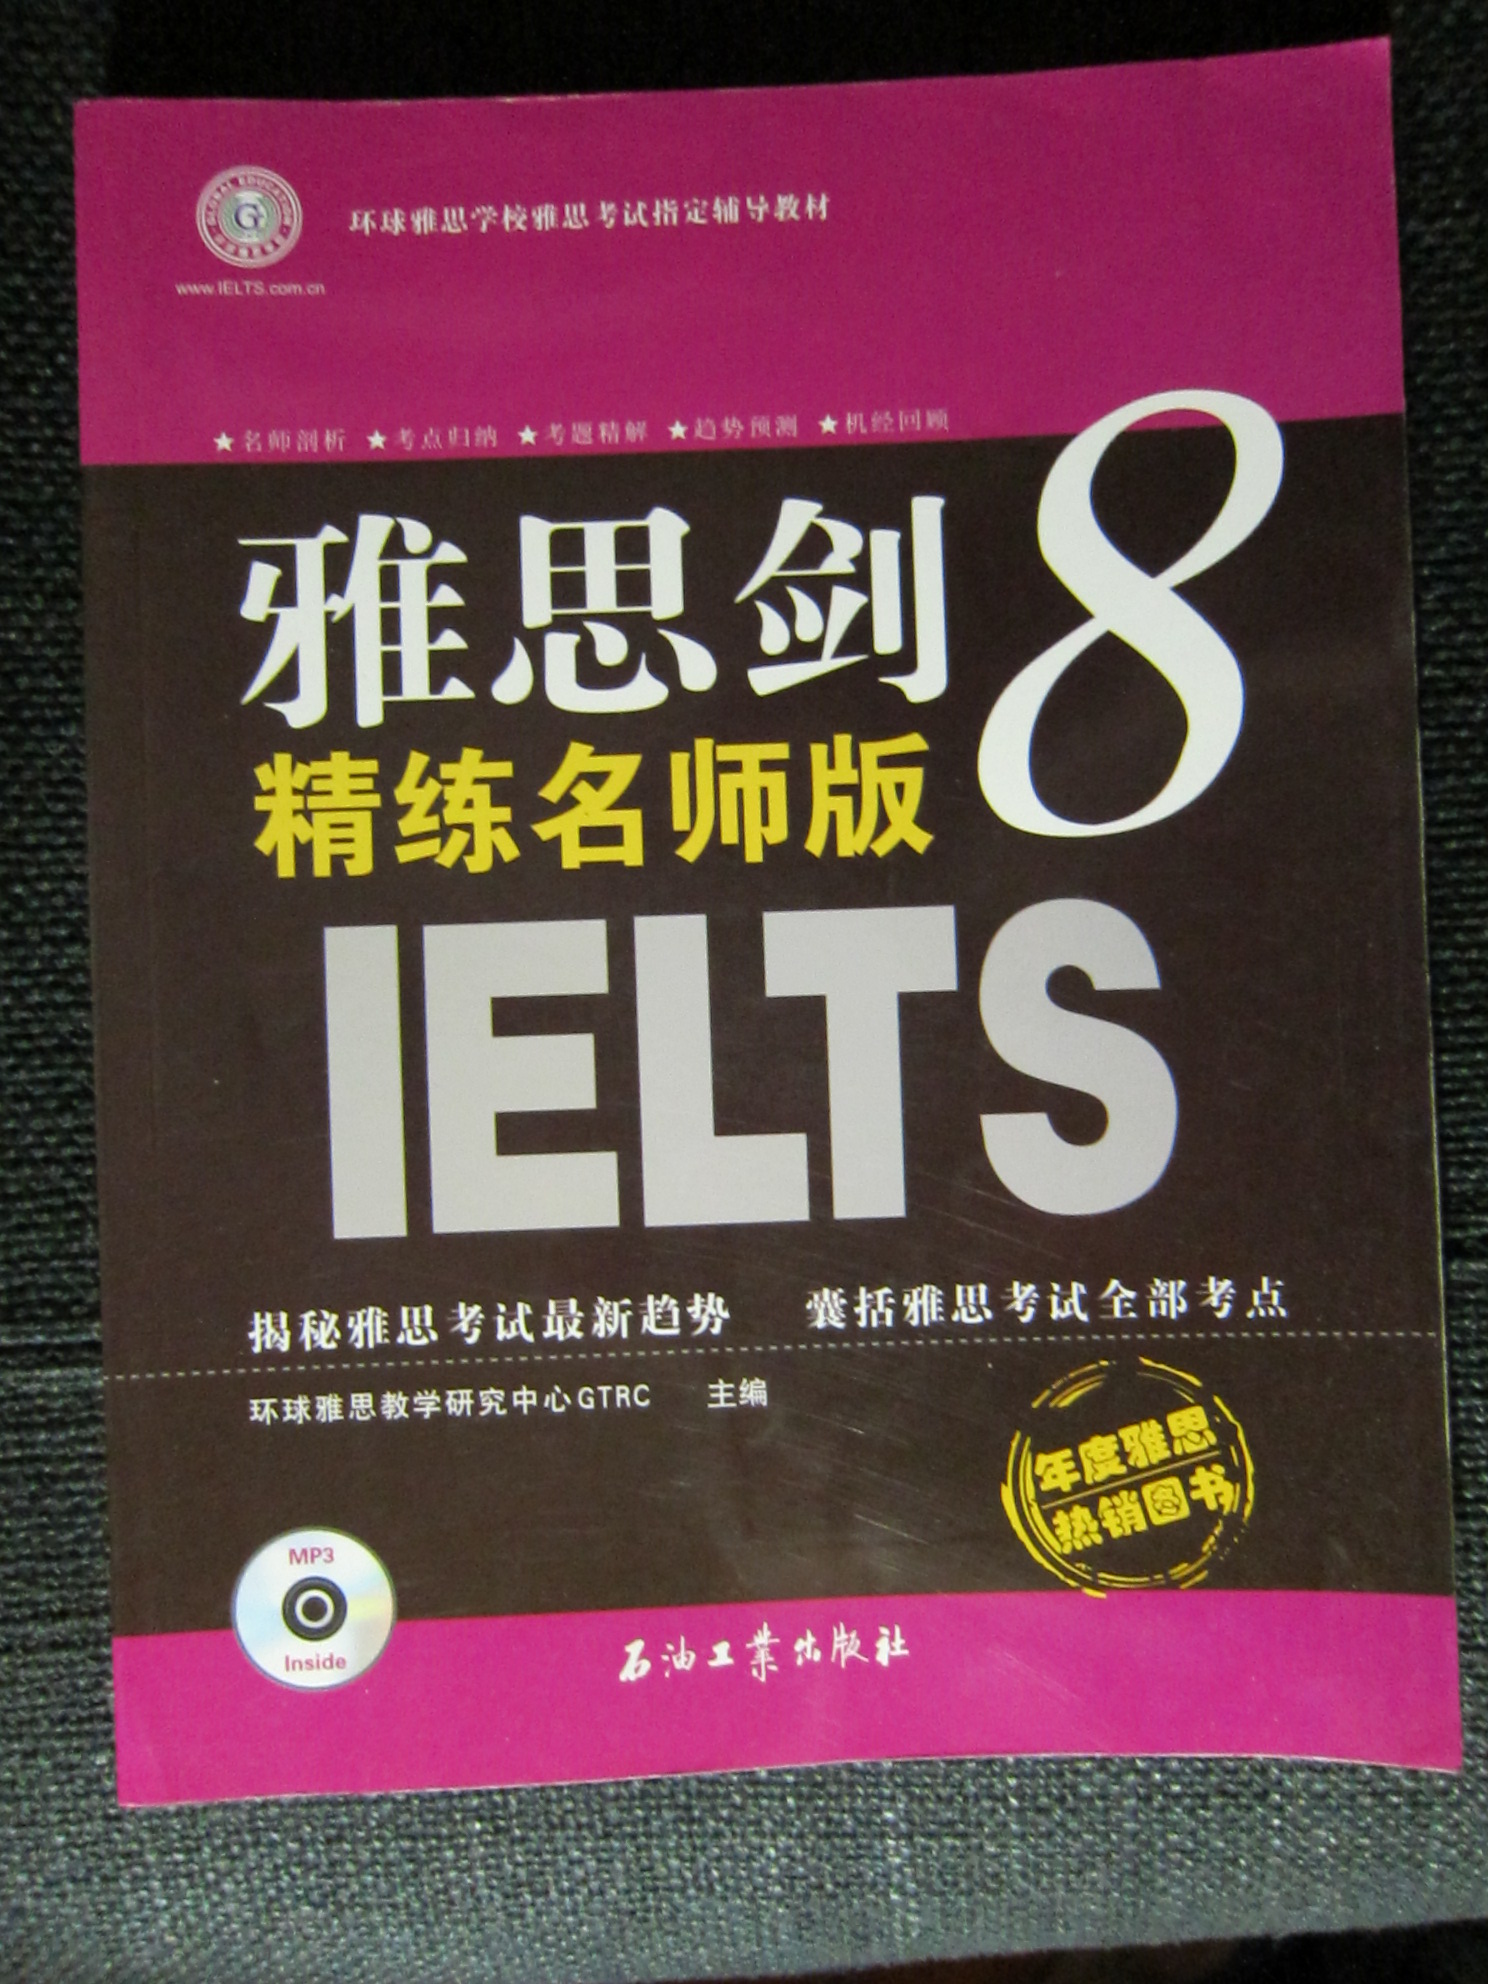 GLOBAL EDUCATION
G
环球雅思学校雅思考试指定辅导教材
www.IELTS.com.cn
★名师剖析 ★考点归纳 ★考题精解 ★趋势预测 ★机经回顾
雅思剑8
精练名师版
IELTS
揭秘雅思考试最新趋势 囊括雅思考试全部考点
环球雅思教学研究中心GTRC 主编
年度雅思
热销图书
MP3
Inside
石油工业出版社